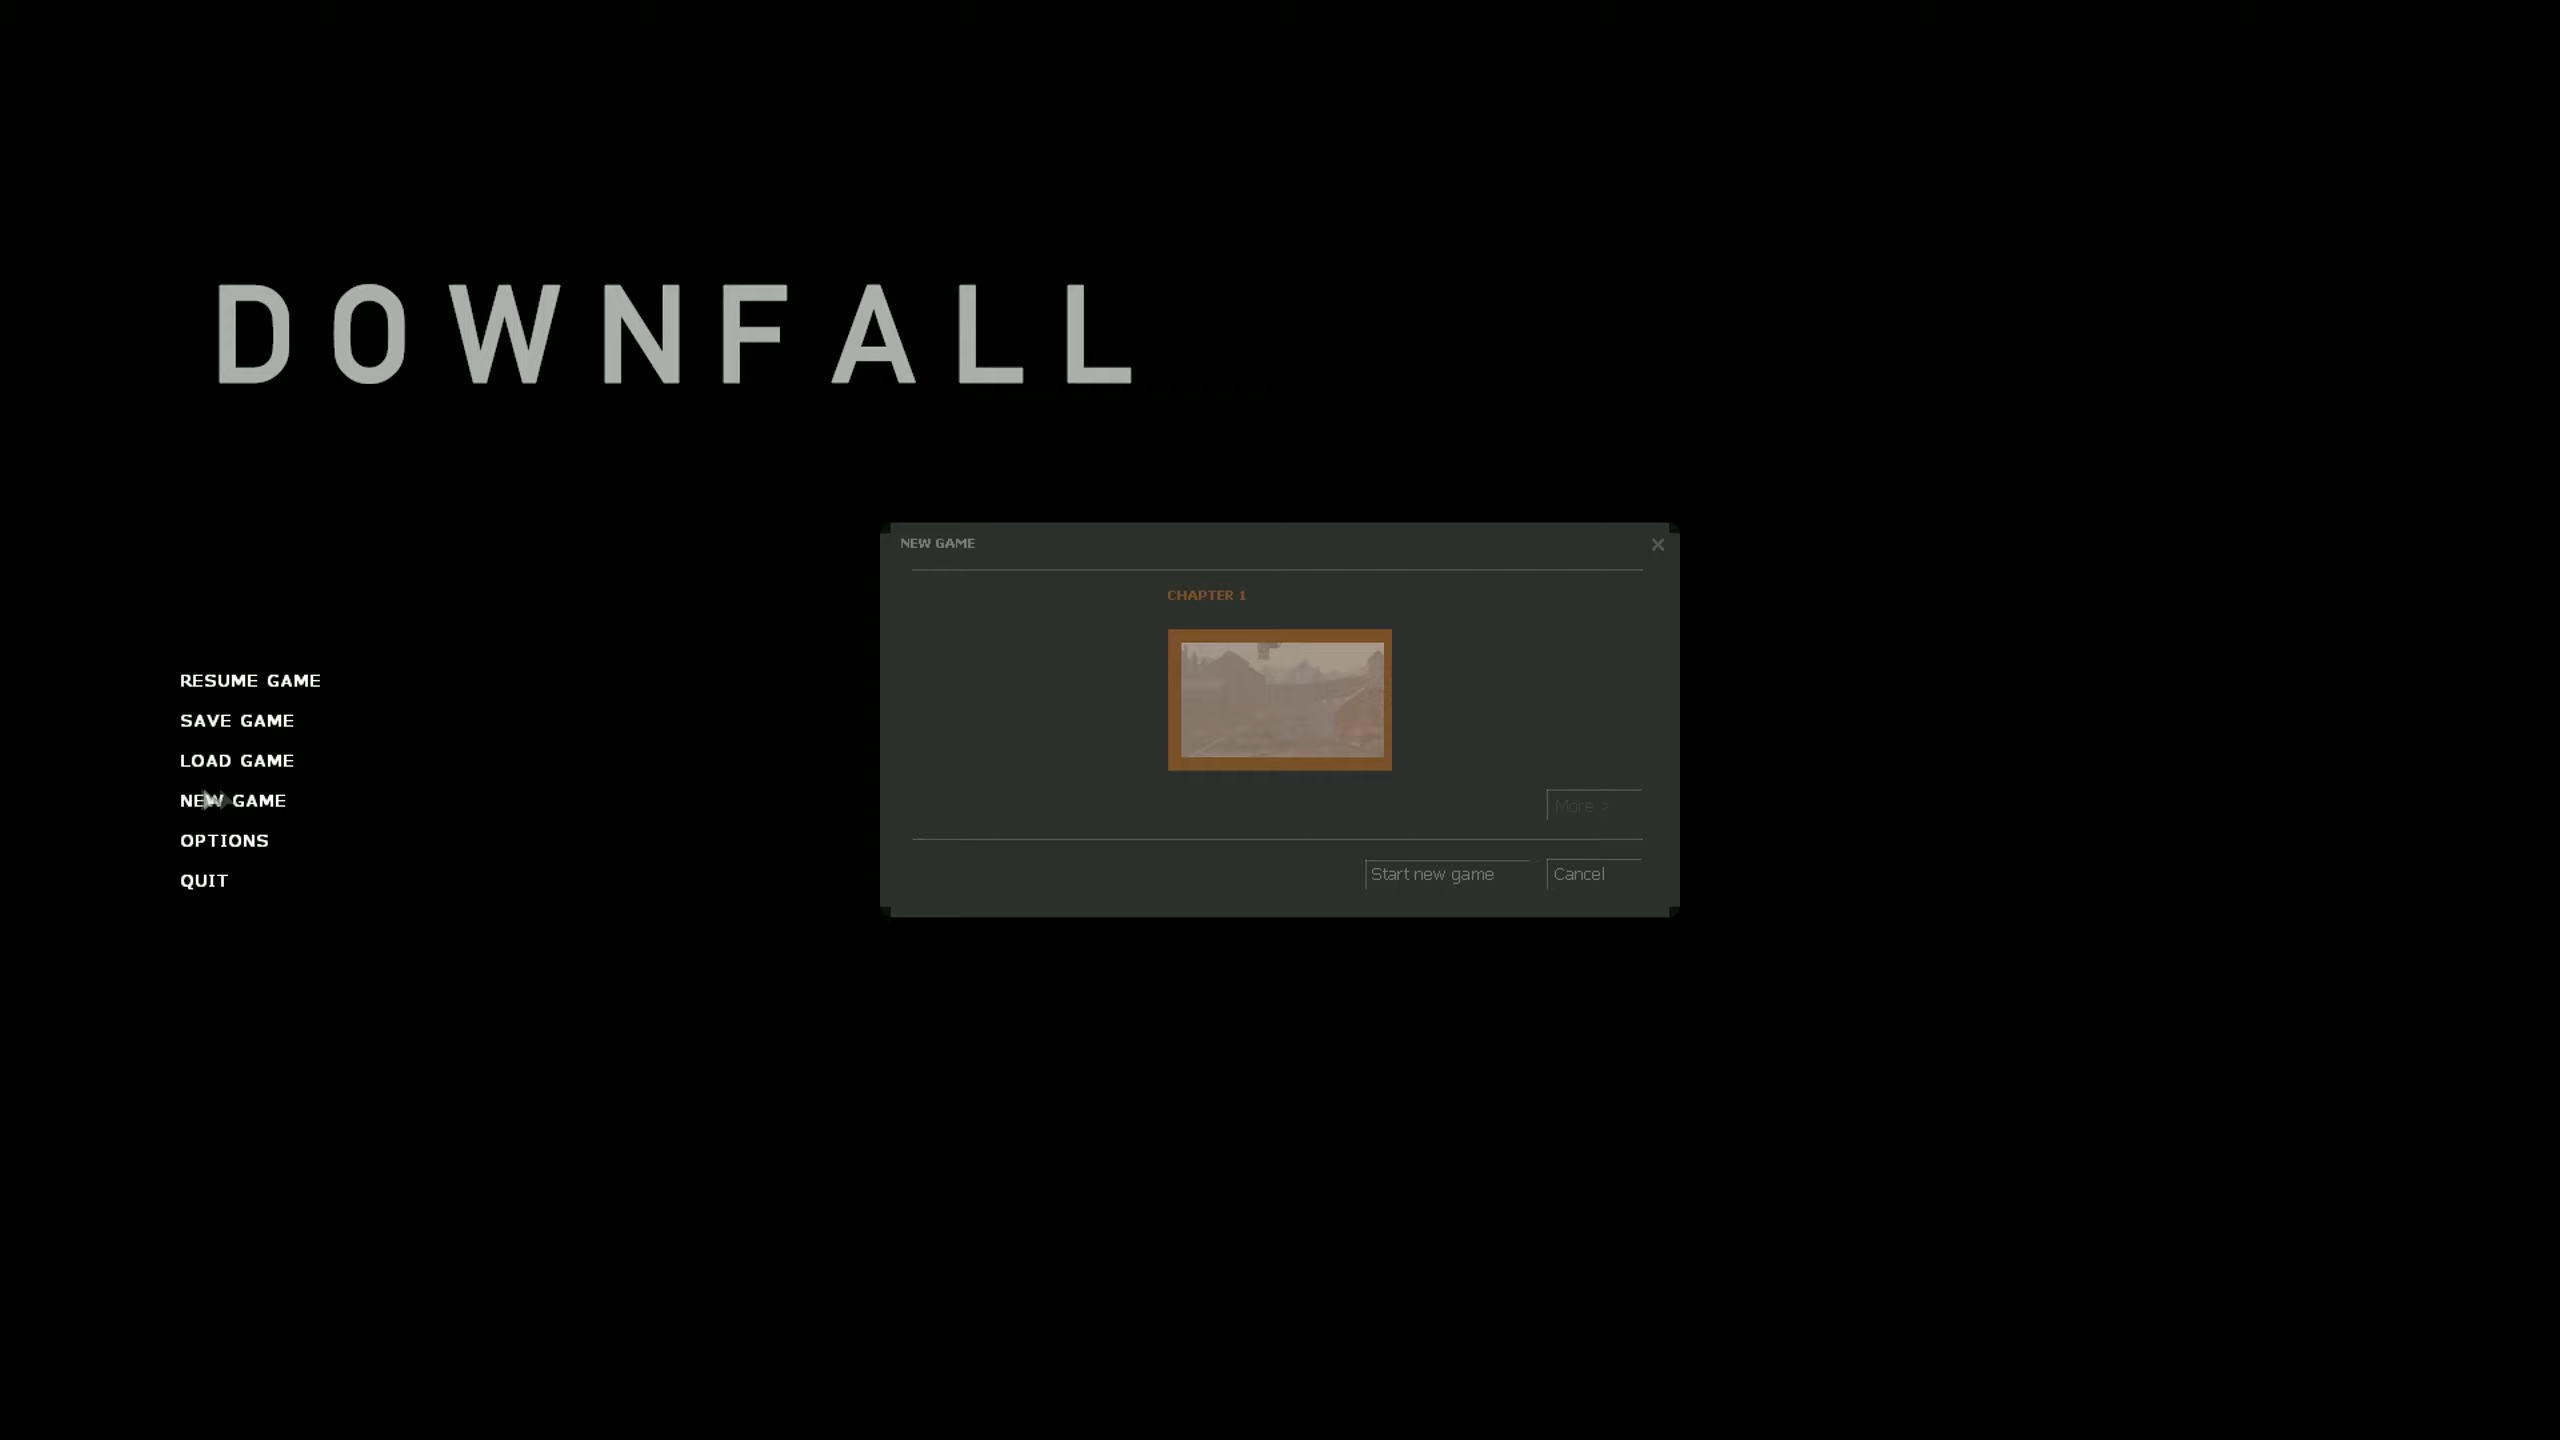 DOWNFALL
NEW GAME
CHAPTER 1
RESUME GAME
SAVE GAME
LOAD GAME
NEW GAME
OPTIONS
QUIT
More >
Start new game
Cancel